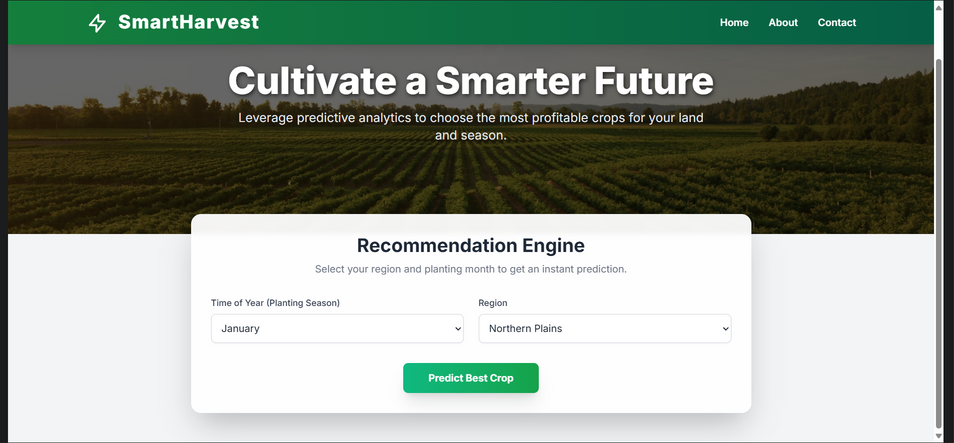 SmartHarvest
Home About Contact
Cultivate a Smarter Future
Leverage predictive analytics to choose the most profitable crops for your land
and season.
Recommendation Engine
Select your region and planting month to get an instant prediction.
Time of Year (Planting Season)
Region
January
Northern Plains
Predict Best Crop